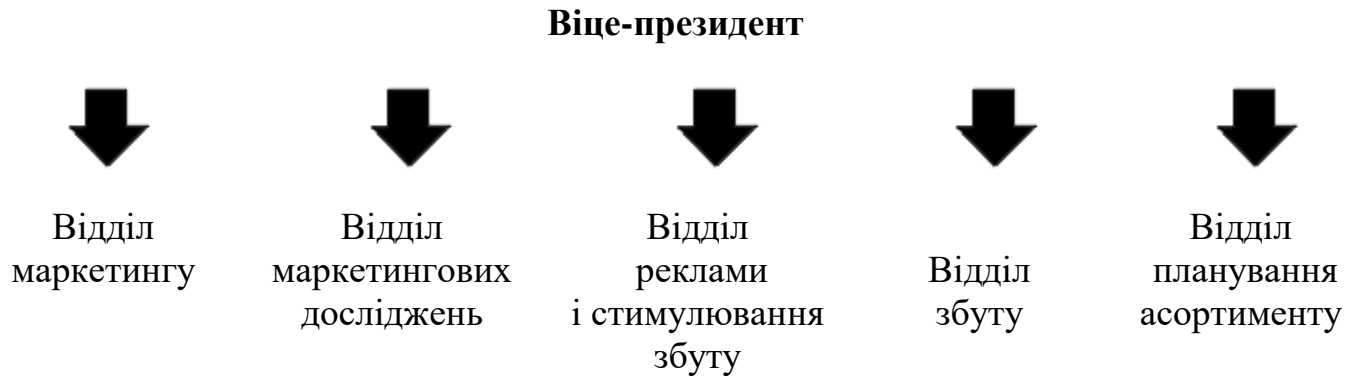 Віце-президент
Відділ
маркетингу
Відділ
маркетингових
досліджень
Відділ
реклами
і стимулювання
збуту
Відділ
збуту
Відділ
планування
асортименту